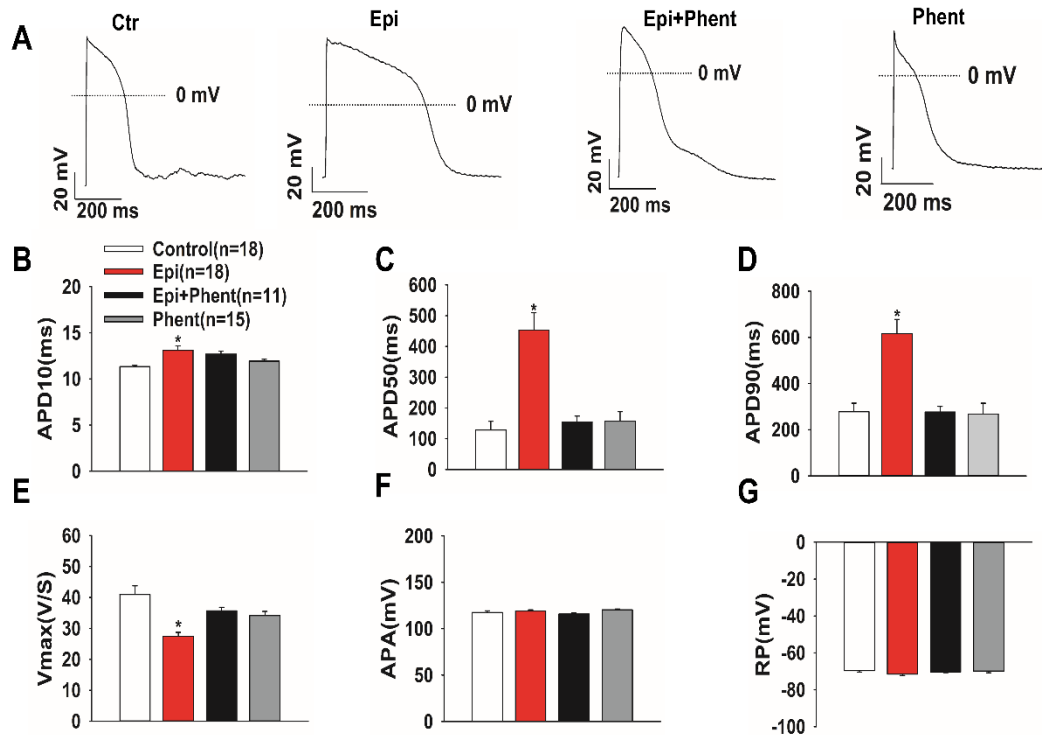 A
Ctr
Epi
Epi+Phent
Phent
0 mV
0 mV
0 mV
0 mV
20 mV
200 ms
20 mV
200 ms
20 mV
200 ms
20 mV
200 ms
B
Control(n=18)
Epi(n=18)
Epi+Phent(n=11)
Phent(n=15)
APD10(ms)
20
15
10
5
0
*
C
APD50(ms)
600
500
400
300
200
100
0
*
D
APD90(ms)
800
600
400
200
0
*
E
Vmax(V/S)
60
50
40
30
20
10
0
*
F
APA(mV)
200
150
100
50
0
G
RP(mV)
0
-20
-40
-60
-80
-100